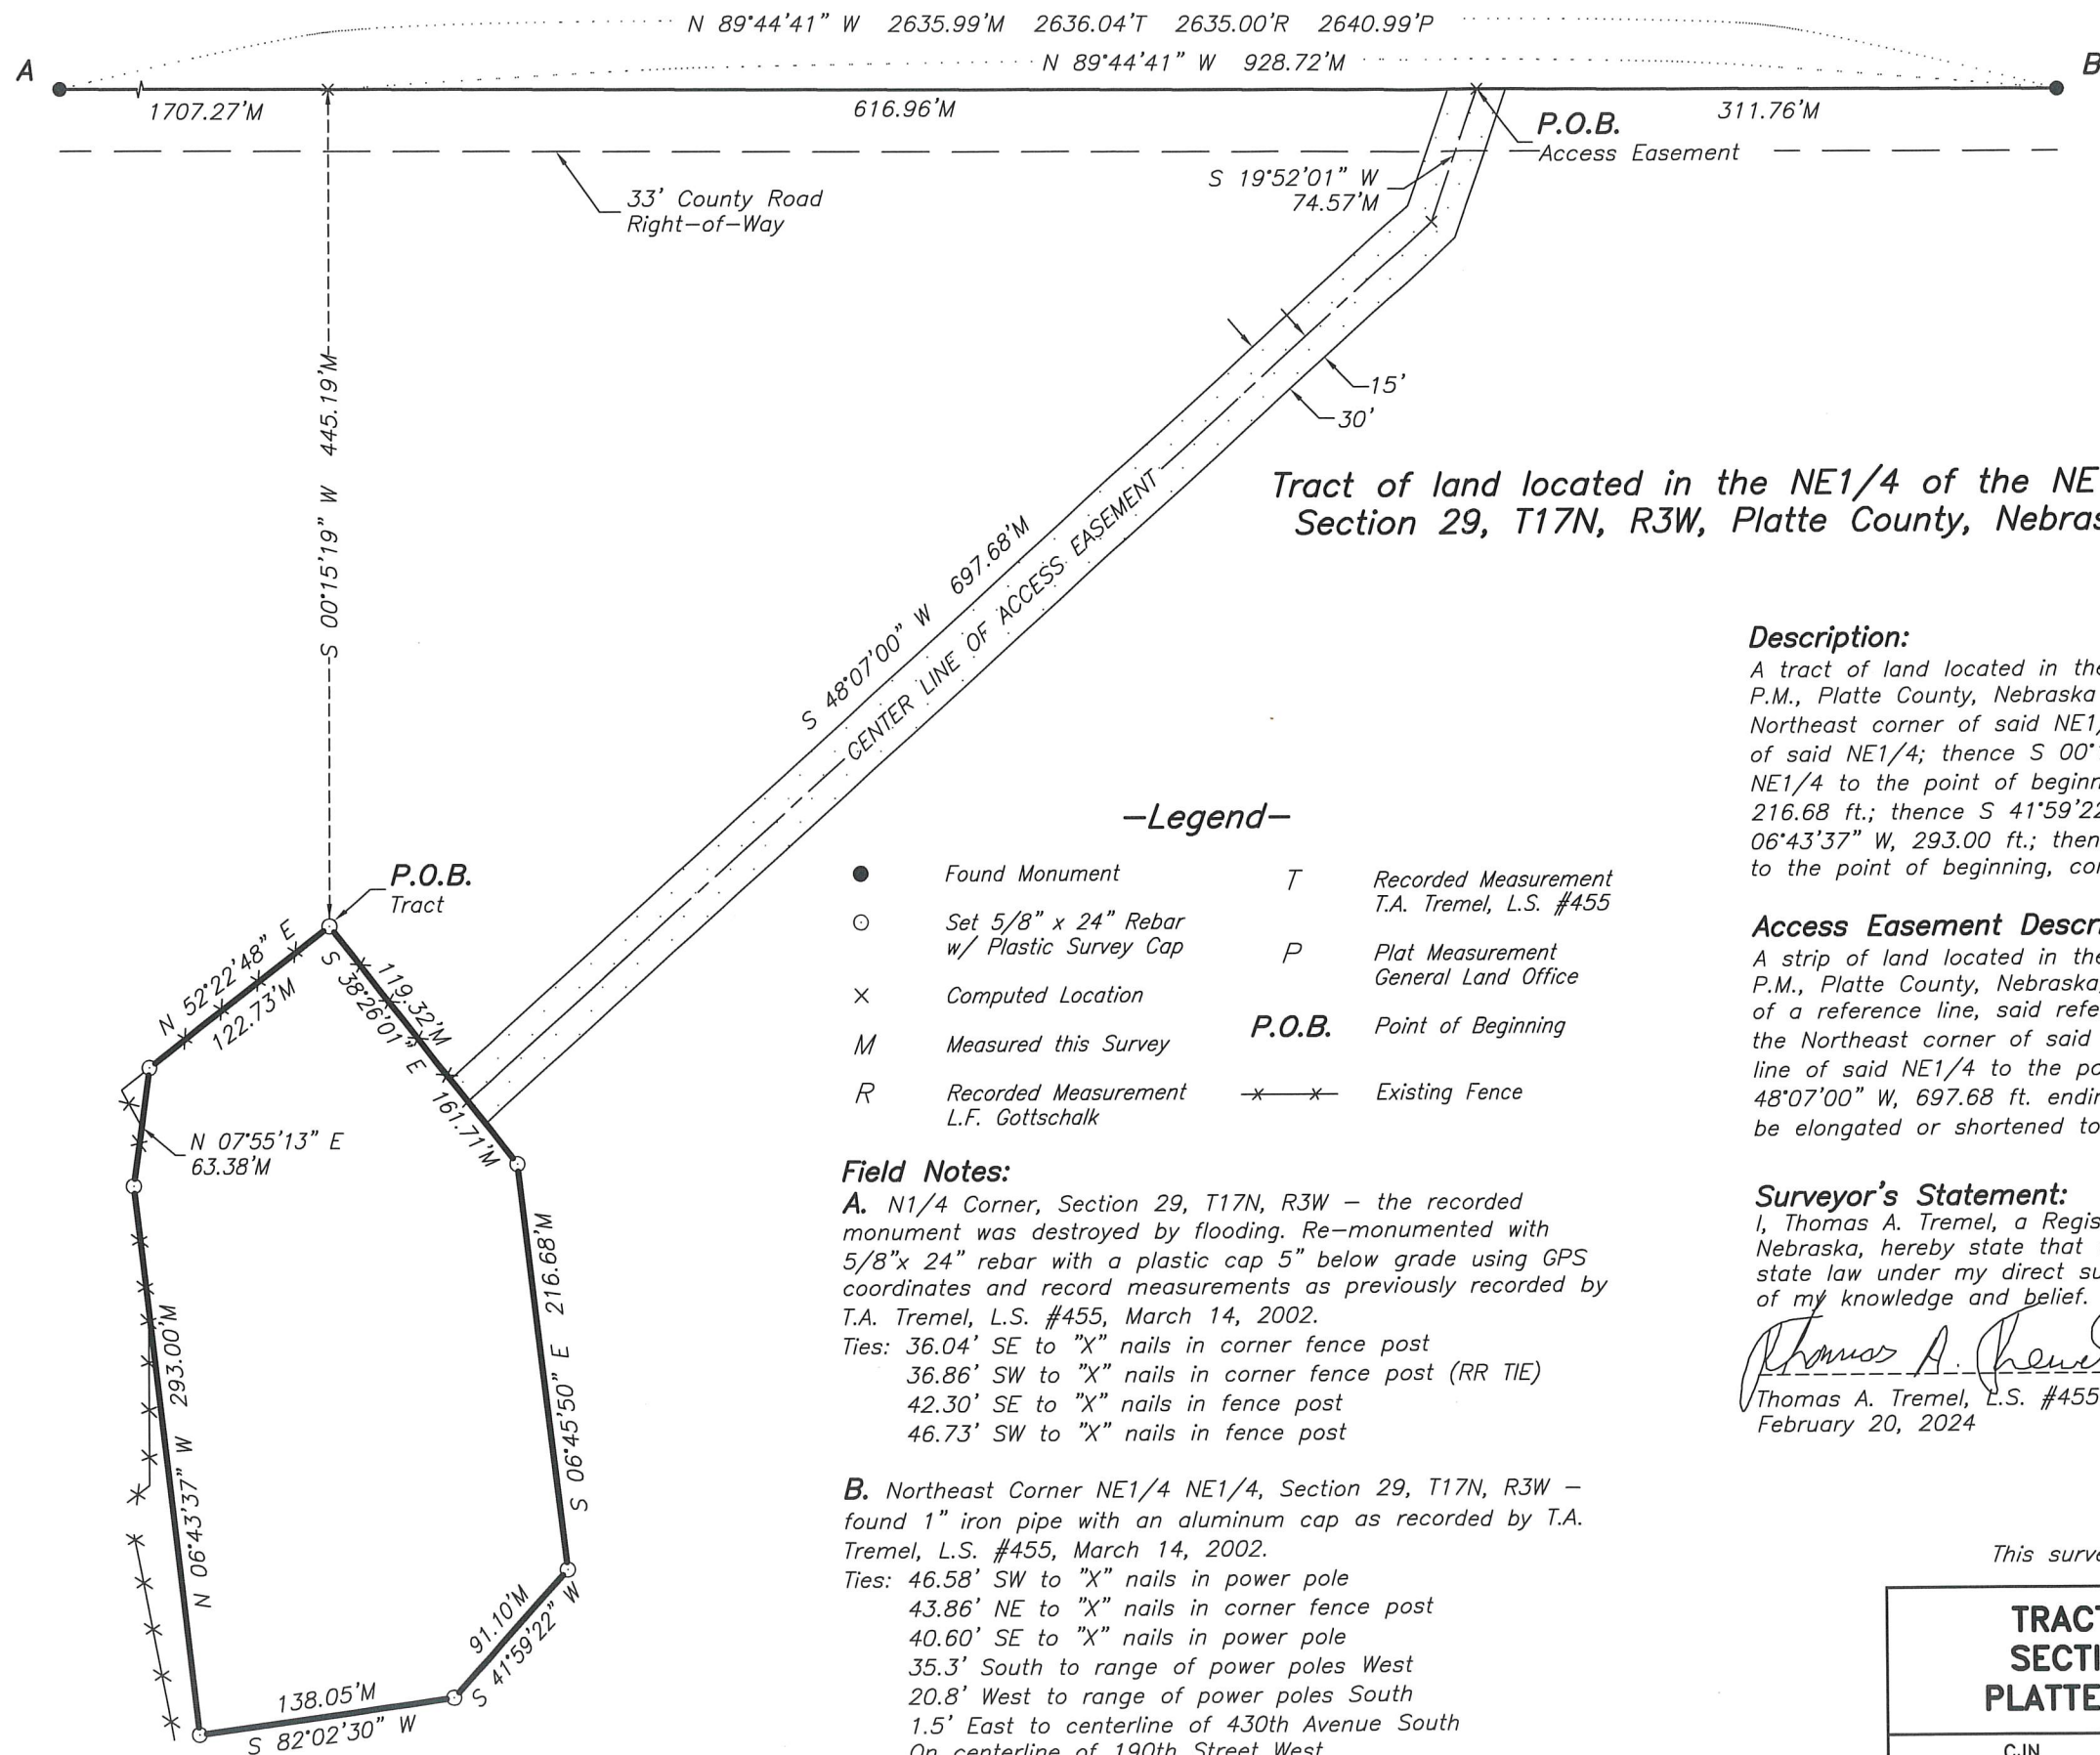 N 89°44'41" W 2635.99'M 2636.04'T 2635.00'R 2640.99'P
A
N 89°44'41" W 928.72'M
B
1707.27'M
616.96'M
311.76'M
P.O.B.
Access Easement
S 19°52'01" W
74.57'M
33' County Road
Right-of-Way
S 00°15'19" W 445.19'M
15'
30'
S 48°07'00" W 697.68'M
CENTER LINE OF ACCESS EASEMENT
Tract of land located in the NE1/4 of the NE
Section 29, T17N, R3W, Platte County, Nebras
P.O.B.
Tract
N 52°22'48" E
122.73'M
119.32'M
S 38°26'01" E
161.71'M
N 07°55'13" E
63.38'M
N 06°43'37" W 293.00'M
S 06°45'50" E 216.68'M
91.10'M
S 41°59'22" W
138.05'M
S 82°02'30" W
—Legend—
Found Monument
Set 5/8" x 24" Rebar
w/ Plastic Survey Cap
Computed Location
M Measured this Survey
R Recorded Measurement
L.F. Gottschalk
T Recorded Measurement
T.A. Tremel, L.S. #455
P Plat Measurement
General Land Office
P.O.B. Point of Beginning
Existing Fence
Field Notes:
A. N1/4 Corner, Section 29, T17N, R3W — the recorded
monument was destroyed by flooding. Re-monumented with
5/8"x 24" rebar with a plastic cap 5" below grade using GPS
coordinates and record measurements as previously recorded by
T.A. Tremel, L.S. #455, March 14, 2002.
Ties: 36.04' SE to "X" nails in corner fence post
36.86' SW to "X" nails in corner fence post (RR TIE)
42.30' SE to "X" nails in fence post
46.73' SW to "X" nails in fence post
B. Northeast Corner NE1/4 NE1/4, Section 29, T17N, R3W —
found 1" iron pipe with an aluminum cap as recorded by T.A.
Tremel, L.S. #455, March 14, 2002.
Ties: 46.58' SW to "X" nails in power pole
43.86' NE to "X" nails in corner fence post
40.60' SE to "X" nails in power pole
35.3' South to range of power poles West
20.8' West to range of power poles South
1.5' East to centerline of 430th Avenue South
On centerline of 190th Street West
Description:
A tract of land located in the
P.M., Platte County, Nebraska
Northeast corner of said NE1/
of said NE1/4; thence S 00°
NE1/4 to the point of beginn
216.68 ft.; thence S 41°59'22
06°43'37" W, 293.00 ft.; then
to the point of beginning, con
Access Easement Descr
A strip of land located in the
P.M., Platte County, Nebraska,
of a reference line, said refe
the Northeast corner of said
line of said NE1/4 to the po
48°07'00" W, 697.68 ft. endin
be elongated or shortened to
Surveyor's Statement:
I, Thomas A. Tremel, a Regis
Nebraska, hereby state that
state law under my direct su
of my knowledge and belief.
Thomas A. Tremel, L.S. #455
February 20, 2024
This surve
TRACT
SECTI
PLATTE
CJN